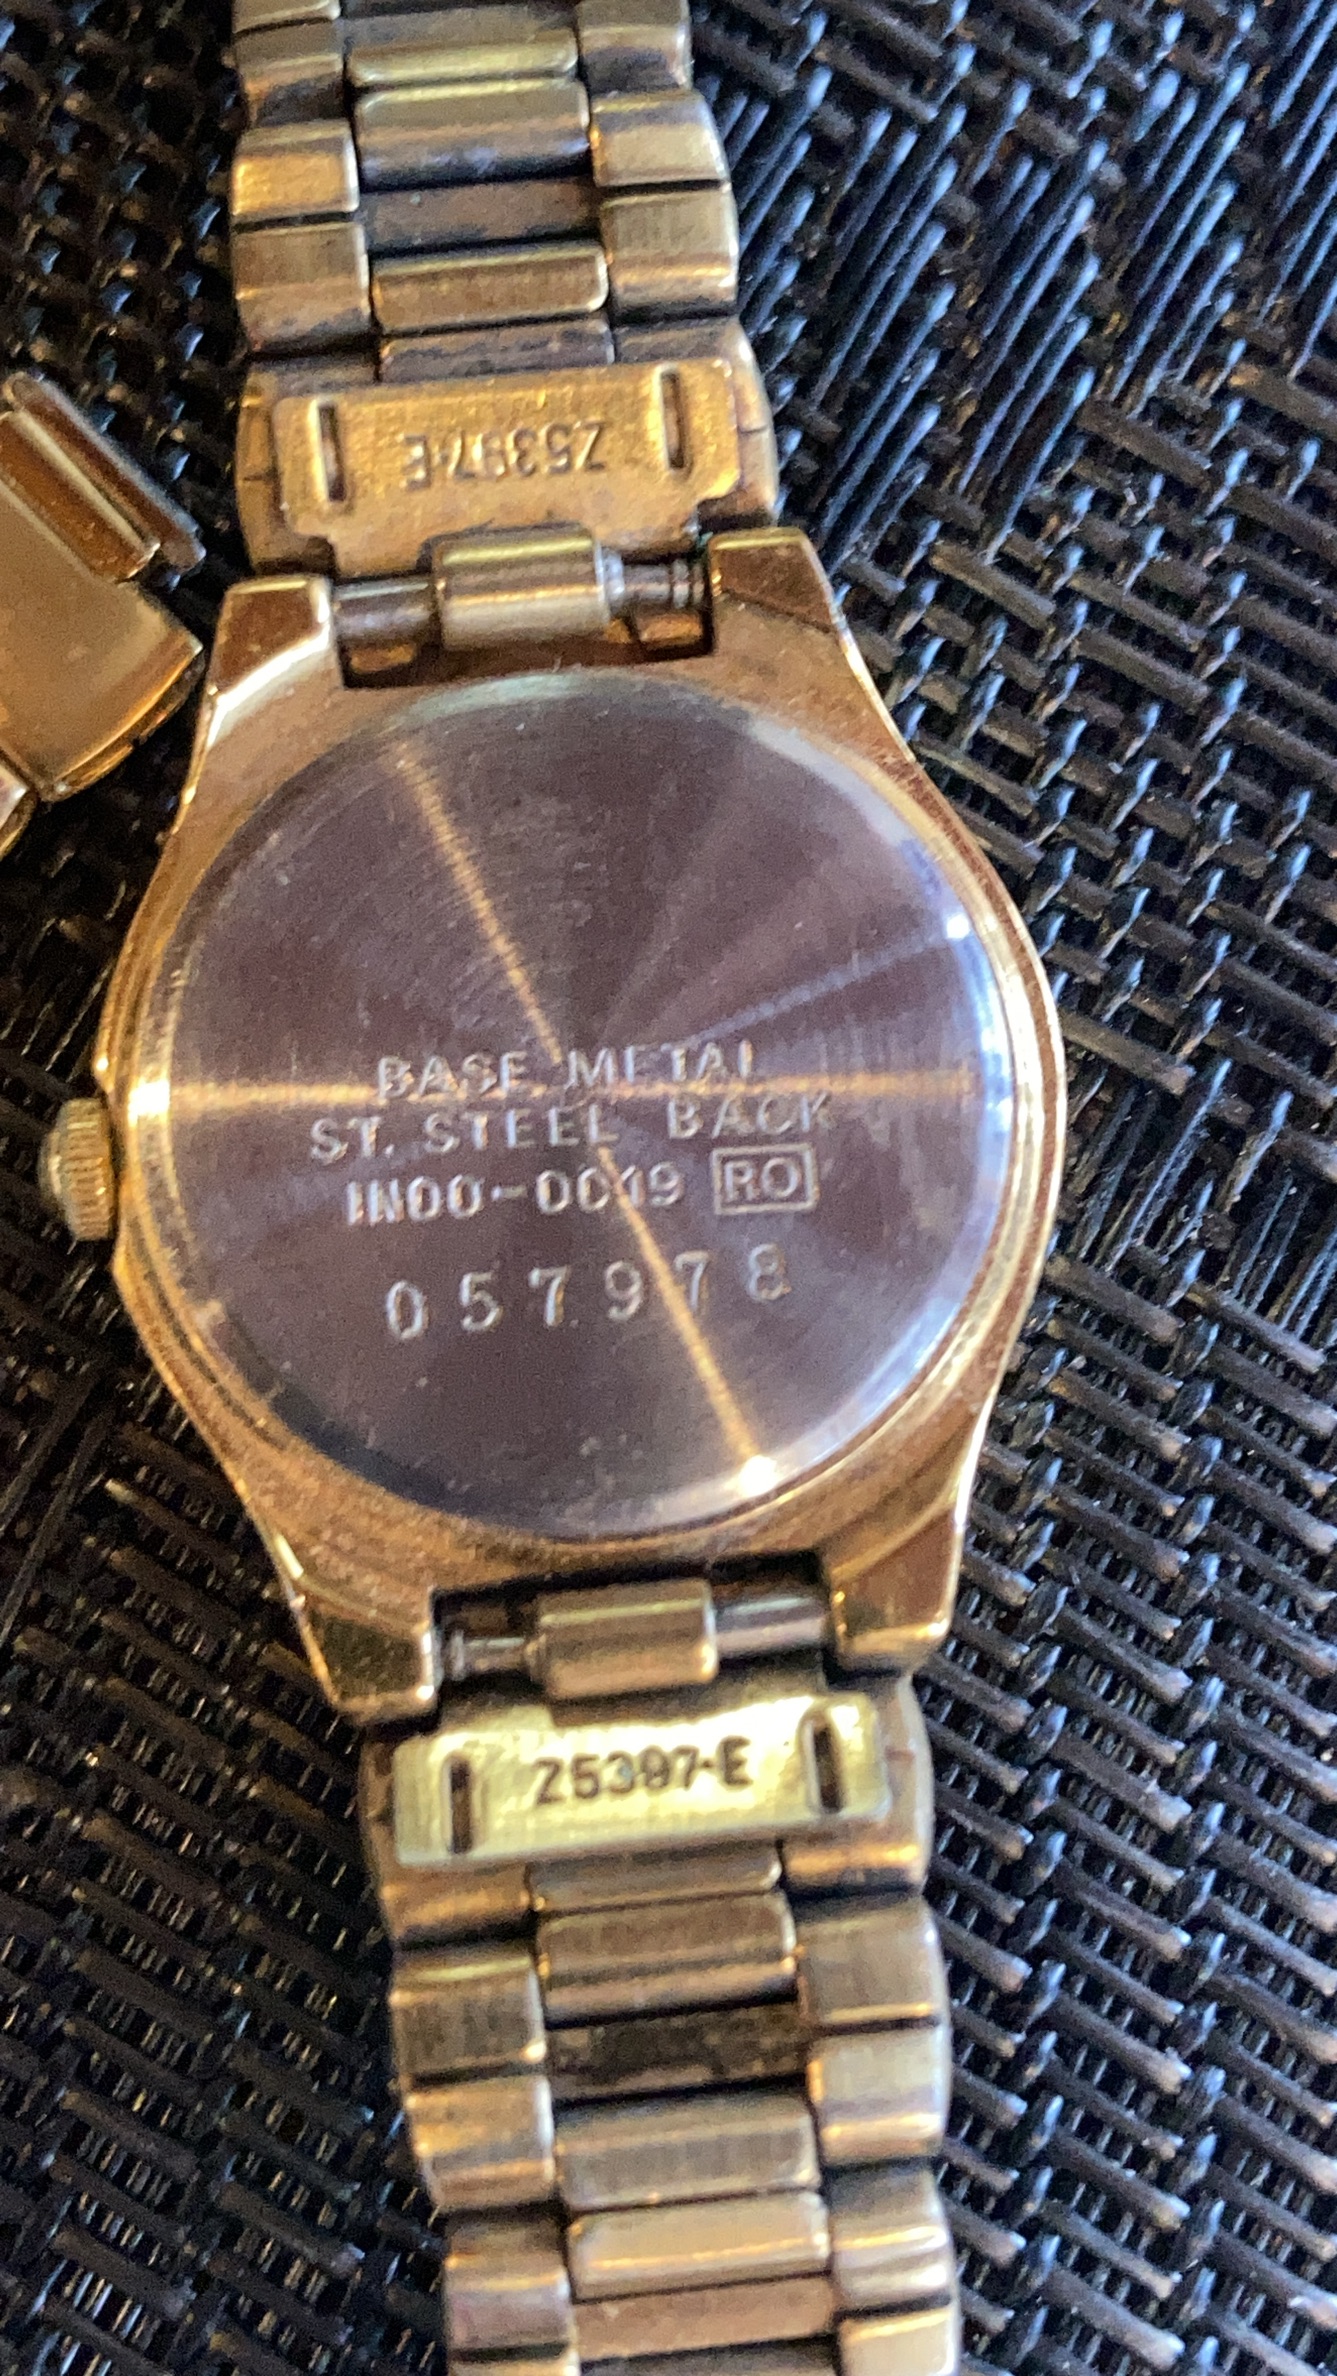 Z5397-E
BASE METAL
ST. STEEL BACK
1N00-0019 RO
057978
Z5397-E